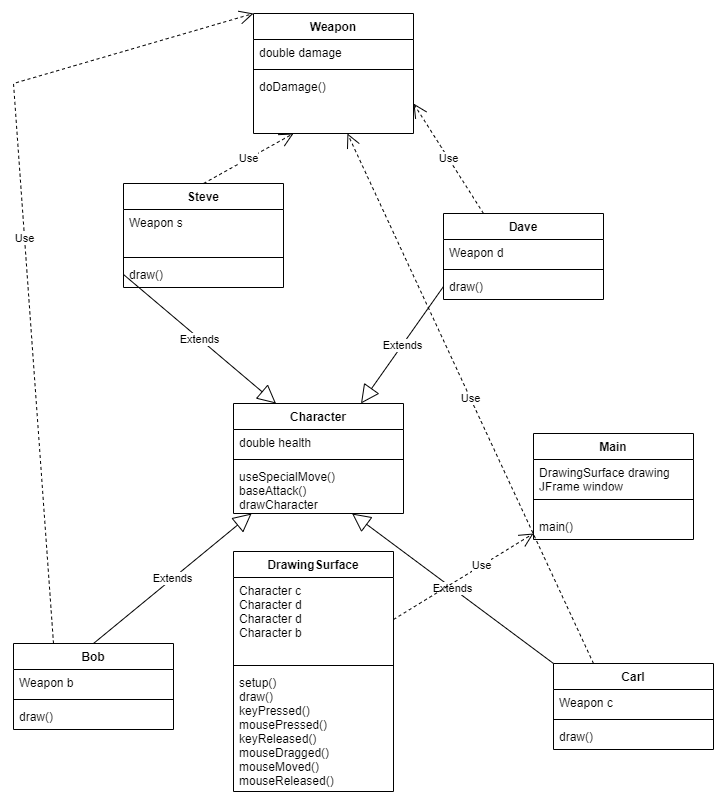 Weapon
double damage
doDamage()
Use
Use
Steve
Weapon s
draw()
Dave
Weapon d
draw()
Use
Extends
Extends
Use
Character
double health
useSpecialMove()
baseAttack()
drawCharacter
Main
DrawingSurface drawing
JFrame window
main()
Extends
Use
Extends
DrawingSurface
Character c
Character d
Character d
Character b
setup()
draw()
keyPressed()
mousePressed()
keyReleased()
mouseDragged()
mouseMoved()
mouseReleased()
Bob
Weapon b
draw()
Carl
Weapon c
draw()